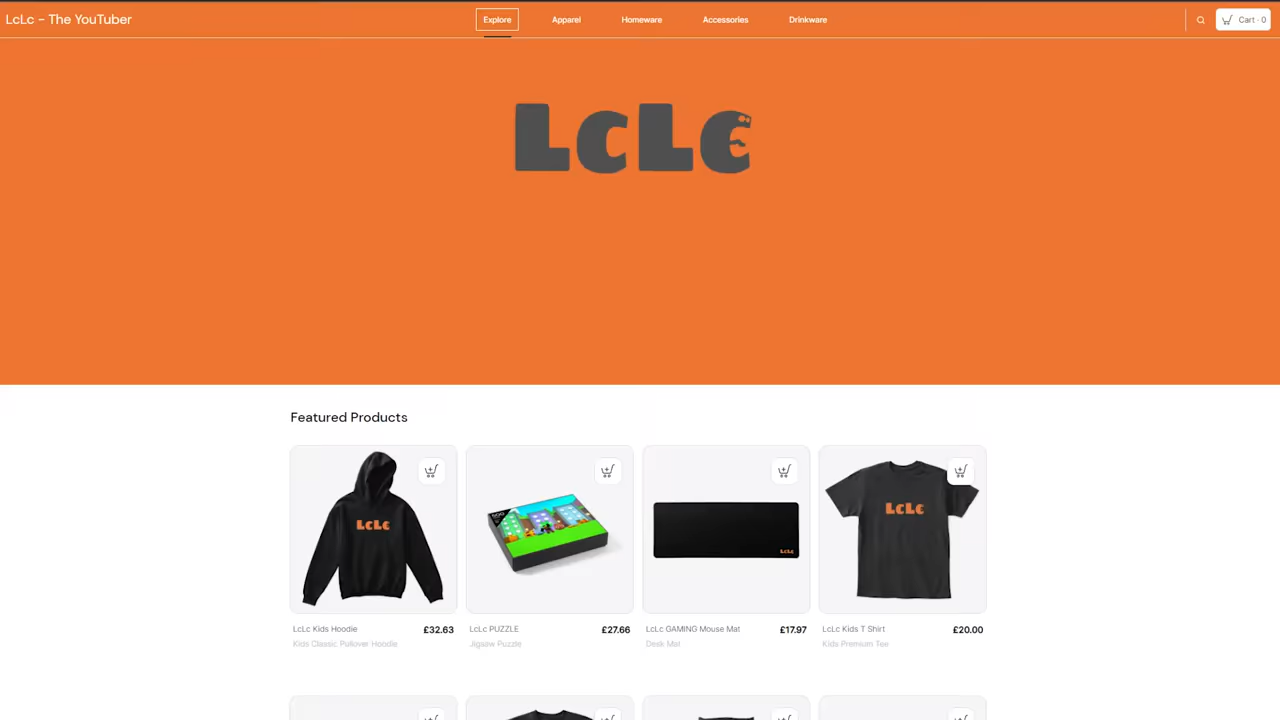 LcLc – The YouTuber
Explore
Apparel
Homeware
Accessories
Drinkware
Cart · 0
LcLc
Featured Products
LcLc
500
LcLc
LcLc
LcLc Kids Hoodie £32.63
Kids Classic Pullover Hoodie
LcLc PUZZLE £27.66
Jigsaw Puzzle
LcLc GAMING Mouse Mat £17.97
Desk Mat
LcLc Kids T Shirt £20.00
Kids Premium Tee